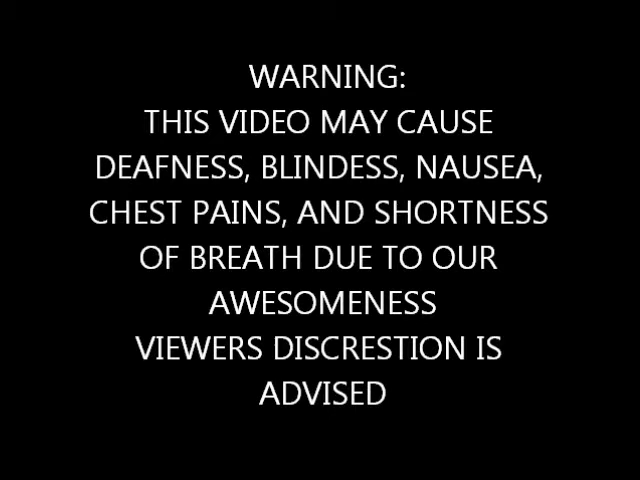 WARNING:
THIS VIDEO MAY CAUSE
DEAFNESS, BLINDESS, NAUSEA,
CHEST PAINS, AND SHORTNESS
OF BREATH DUE TO OUR
AWESOMENESS
VIEWERS DISCRESTION IS
ADVISED